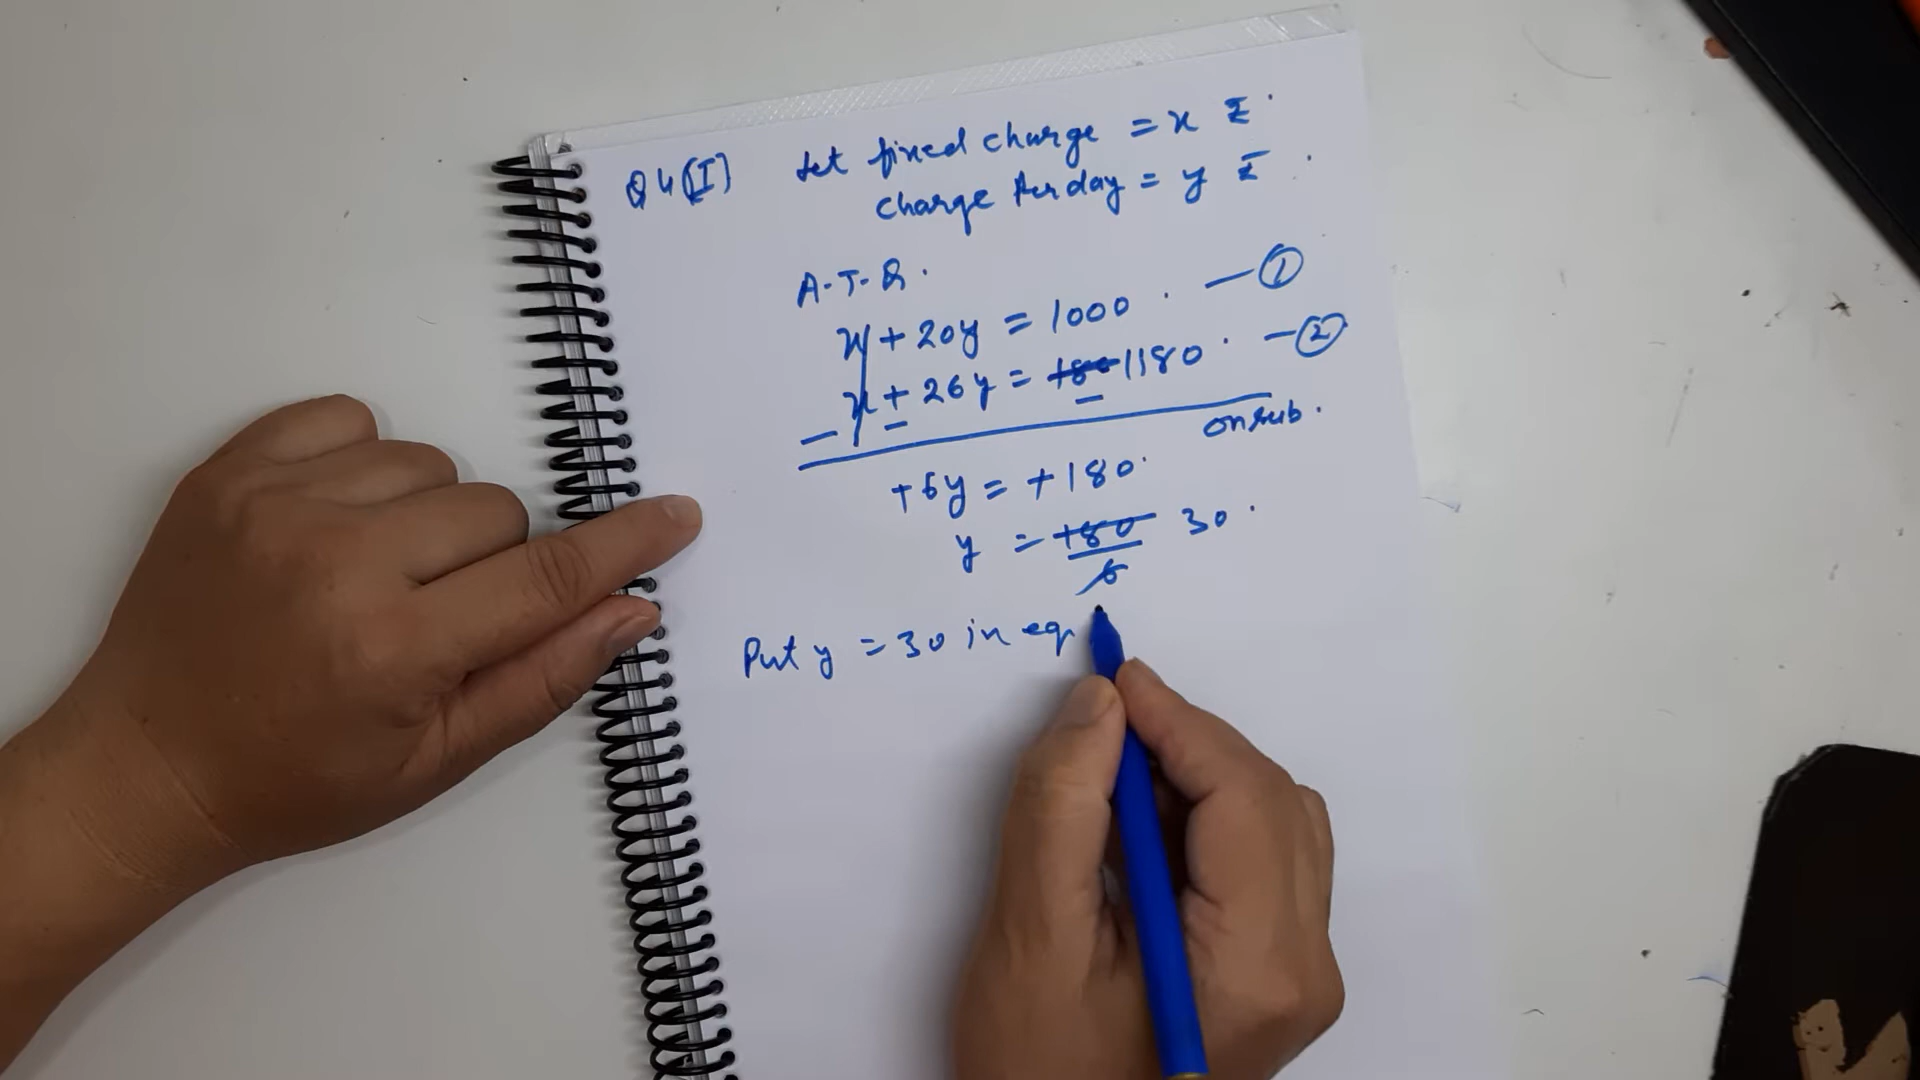 Q4(I) Let fixed charge = x ₹.
charge Per day = y ₹.
A.T.Q.
x + 20y = 1000. — ①
x + 26y = 180 1180. — ②
— — —
on sub.
+6y = +180.
y = 180/6 30.
Put y = 30 in eq